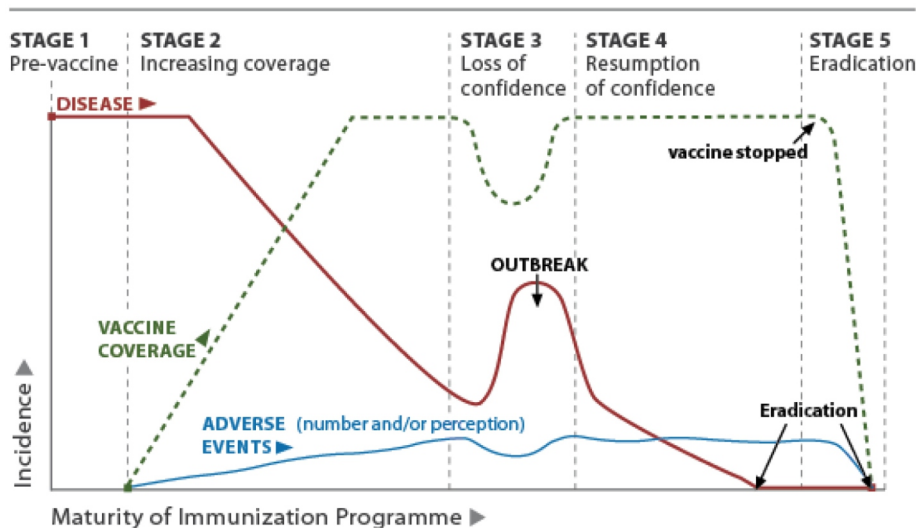 STAGE 1
Pre-vaccine
STAGE 2
Increasing coverage
STAGE 3
Loss of
confidence
STAGE 4
Resumption
of confidence
STAGE 5
Eradication
DISEASE ►
vaccine stopped
OUTBREAK
VACCINE
COVERAGE
ADVERSE (number and/or perception)
EVENTS ►
Eradication
Incidence ►
Maturity of Immunization Programme ►